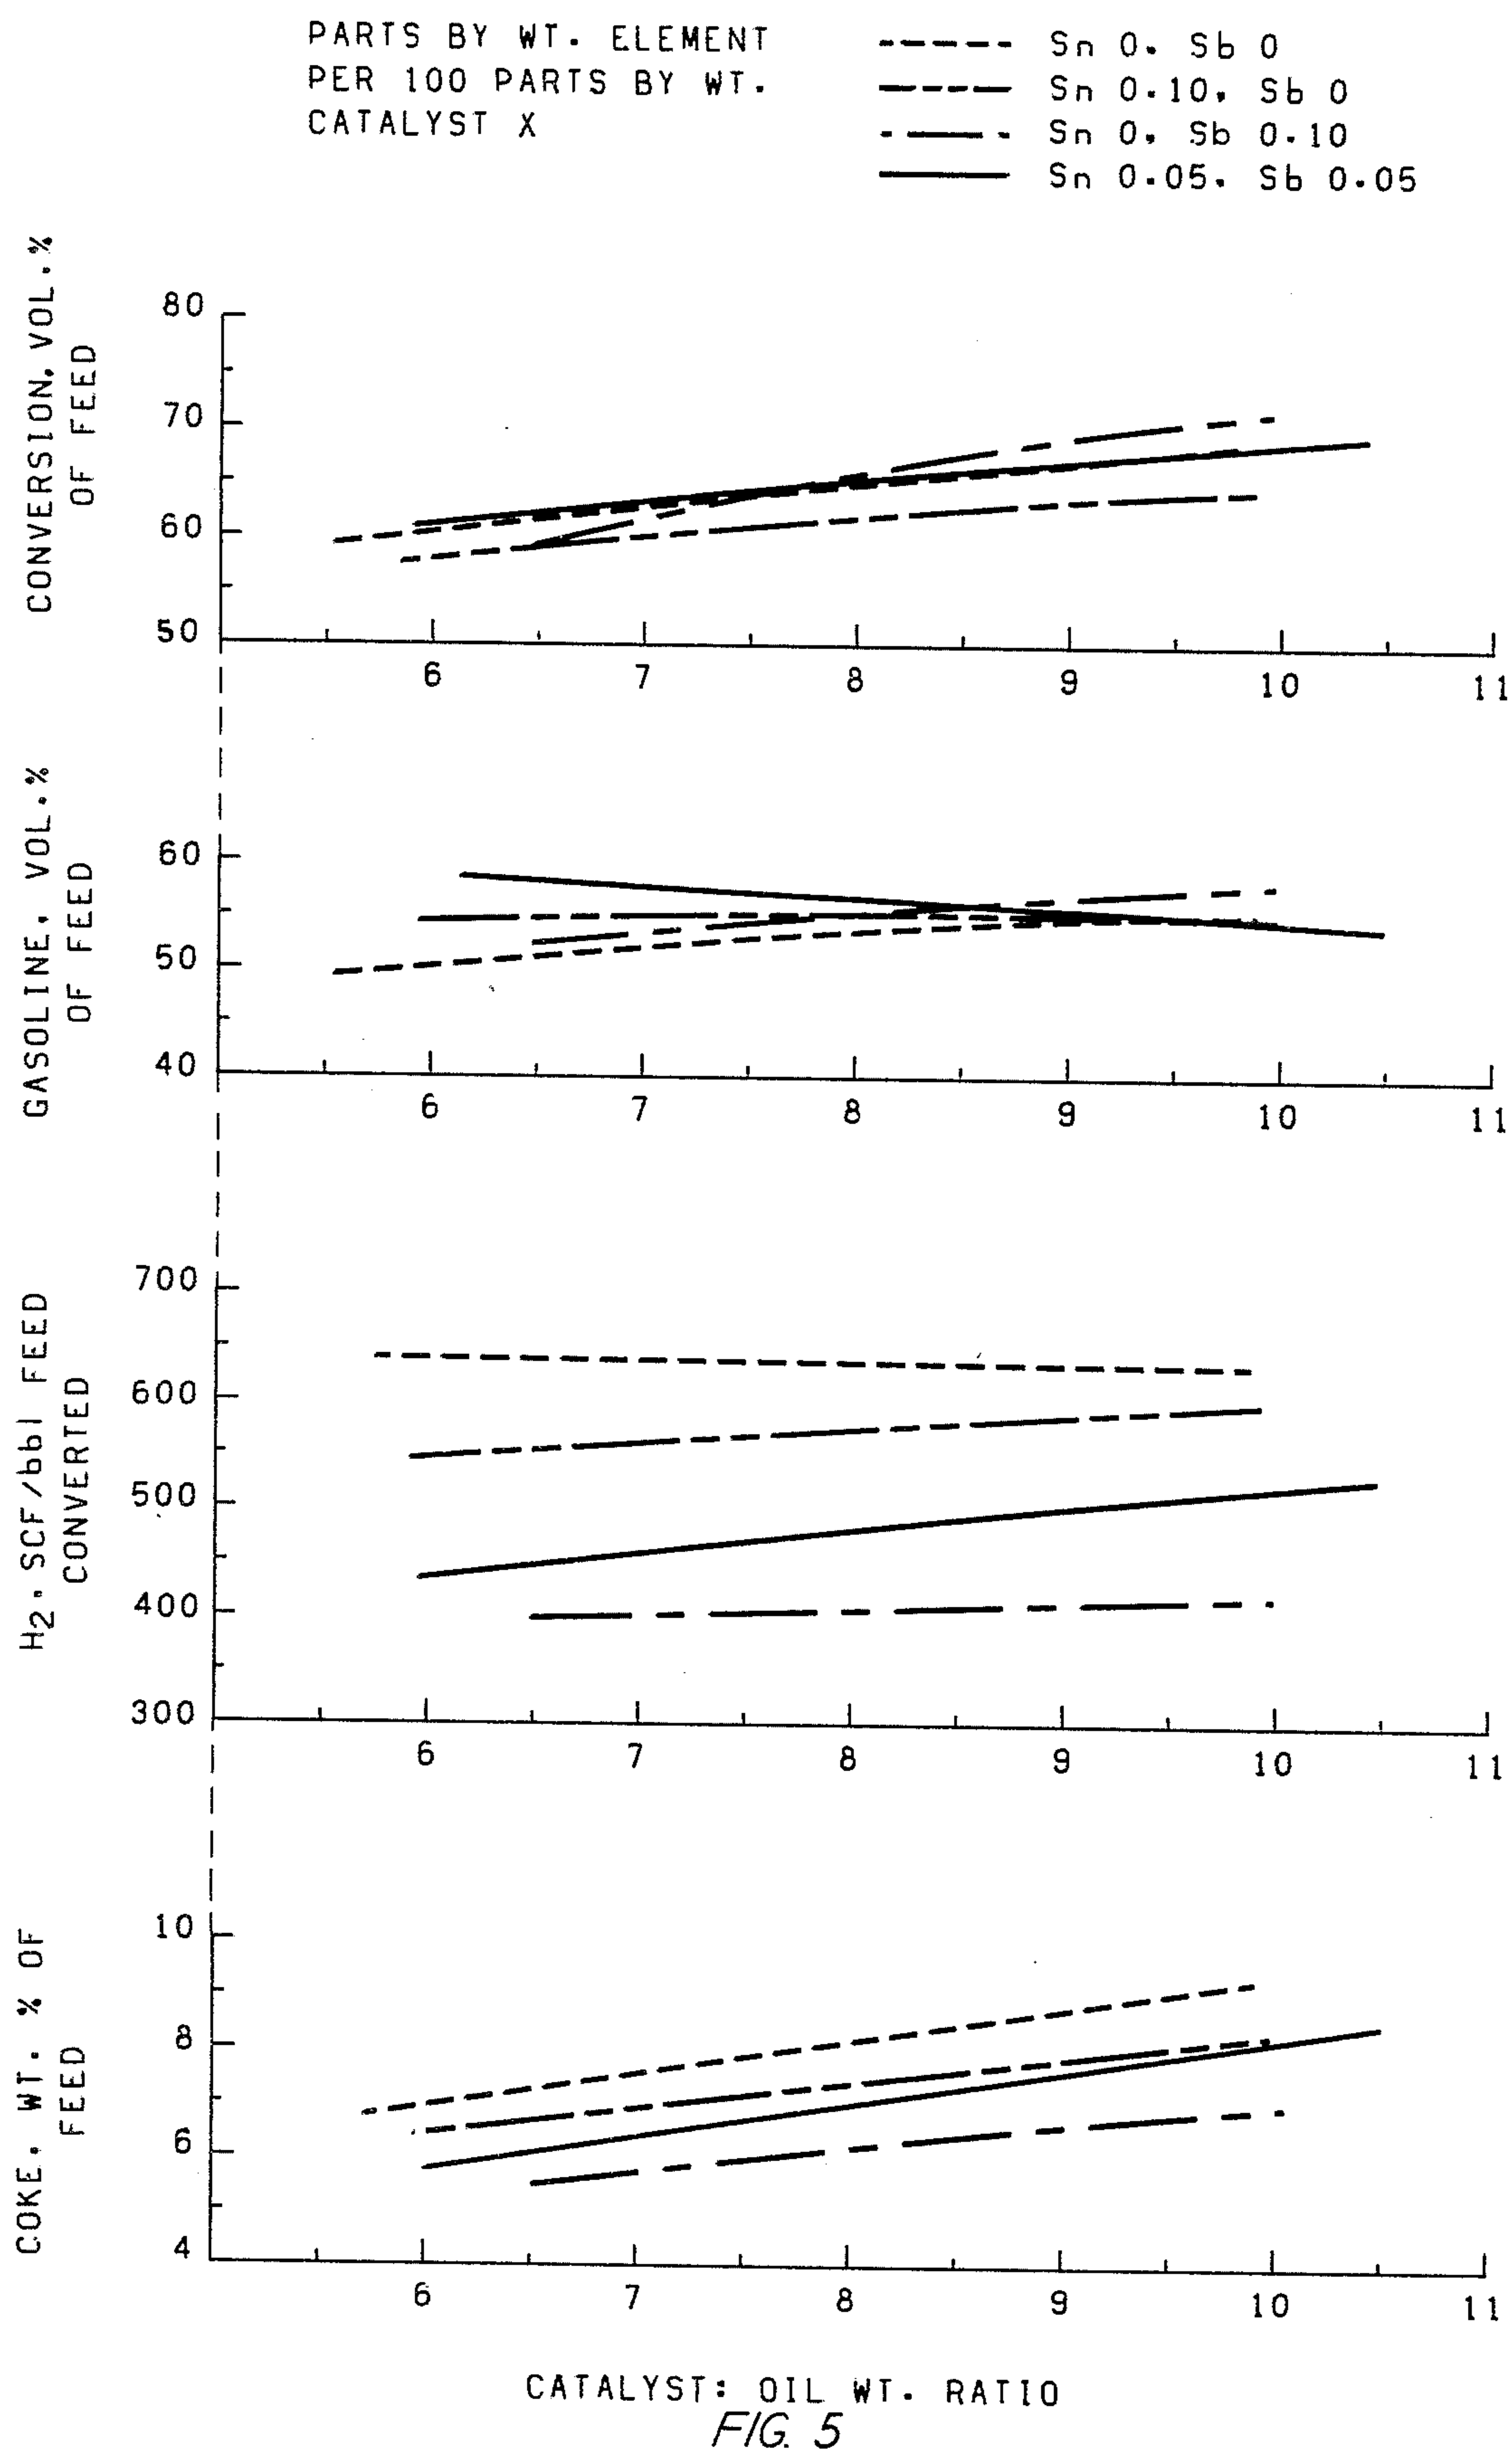 PARTS BY WT. ELEMENT
PER 100 PARTS BY WT.
CATALYST X
Sn 0. Sb 0
Sn 0.10, Sb 0
Sn 0, Sb 0.10
Sn 0.05. Sb 0.05
CONVERSION, VOL.%
OF FEED
80
70
60
50
6 7 8 9 10 11
GASOLINE, VOL.%
OF FEED
60
50
40
6 7 8 9 10 11
H2. SCF/bbl FEED
CONVERTED
700
600
500
400
300
6 7 8 9 10 11
COKE. WT. % OF
FEED
10
8
6
4
6 7 8 9 10 11
CATALYST: OIL WT. RATIO
FIG. 5